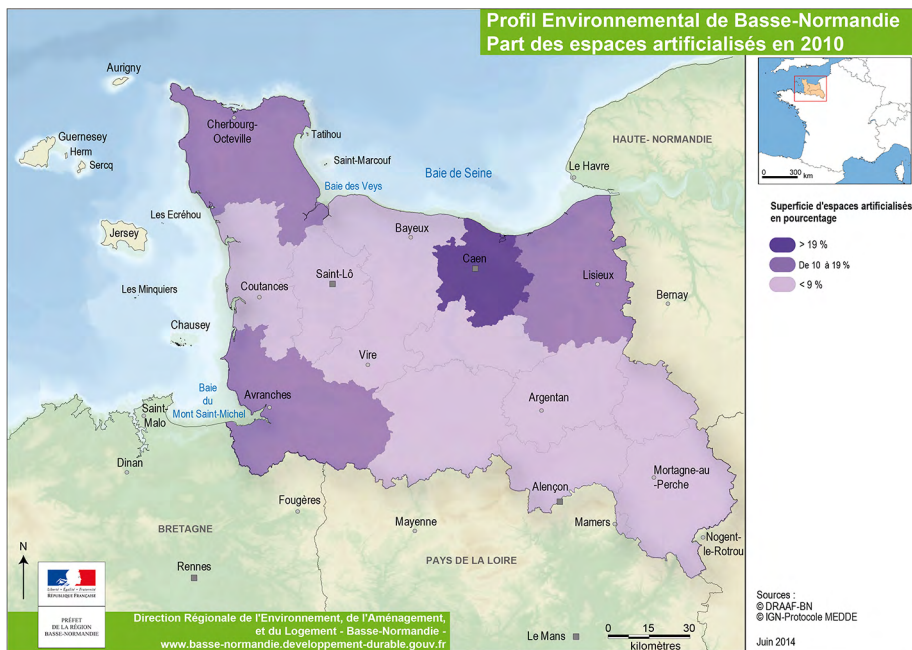 Profil Environnemental de Basse-Normandie
Part des espaces artificialisés en 2010
Aurigny
Cherbourg-
Octeville
Tatihou
Guernesey
Herm
Sercq
Saint-Marcouf
Baie des Veys
Baie de Seine
HAUTE- NORMANDIE
Le Havre
0 300 km
Les Ecréhou
Jersey
Bayeux
Caen
Lisieux
Bernay
Saint-Lô
Coutances
Les Minquiers
Chausey
Vire
Baie
du
Mont Saint-Michel
Avranches
Argentan
Saint-
Malo
Dinan
Mortagne-au
-Perche
Alençon
Fougères
Mayenne
Mamers
Nogent-
le-Rotrou
BRETAGNE
PAYS DE LA LOIRE
Rennes
Le Mans
N
Superficie d'espaces artificialisés
en pourcentage
> 19 %
De 10 à 19 %
< 9 %
Liberté • Égalité • Fraternité
RÉPUBLIQUE FRANÇAISE
PRÉFET
DE LA RÉGION
BASSE-NORMANDIE
Direction Régionale de l'Environnement, de l'Aménagement,
et du Logement - Basse-Normandie -
www.basse-normandie.developpement-durable.gouv.fr
0 15 30
kilomètres
Sources :
© DRAAF-BN
© IGN-Protocole MEDDE
Juin 2014